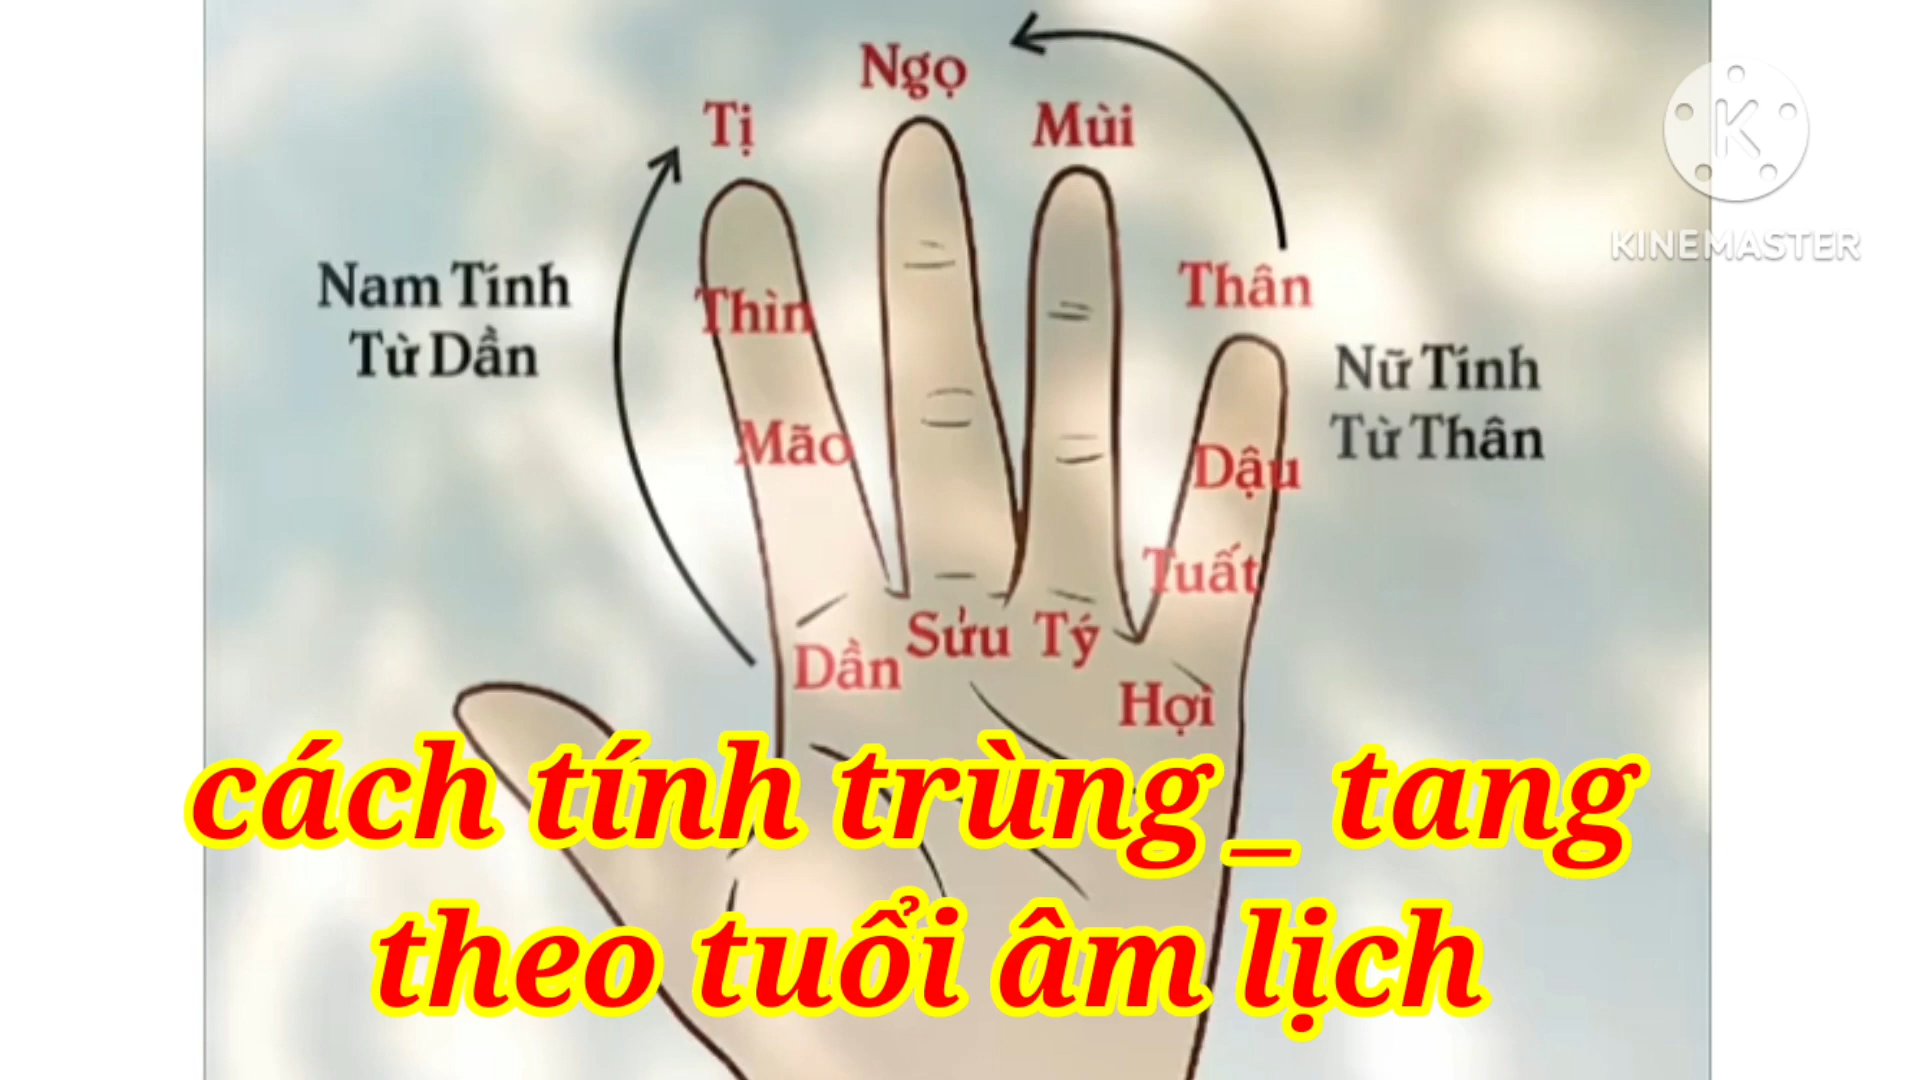 Ngọ
Tị
Mùi
Thân
Thìn
Mão
Dậu
Tuất
Dần
Sửu
Tý
Hợi
Nam Tính
Từ Dần
Nữ Tính
Từ Thân
K
KINEMASTER
cách tính trùng _ tang
theo tuổi âm lịch